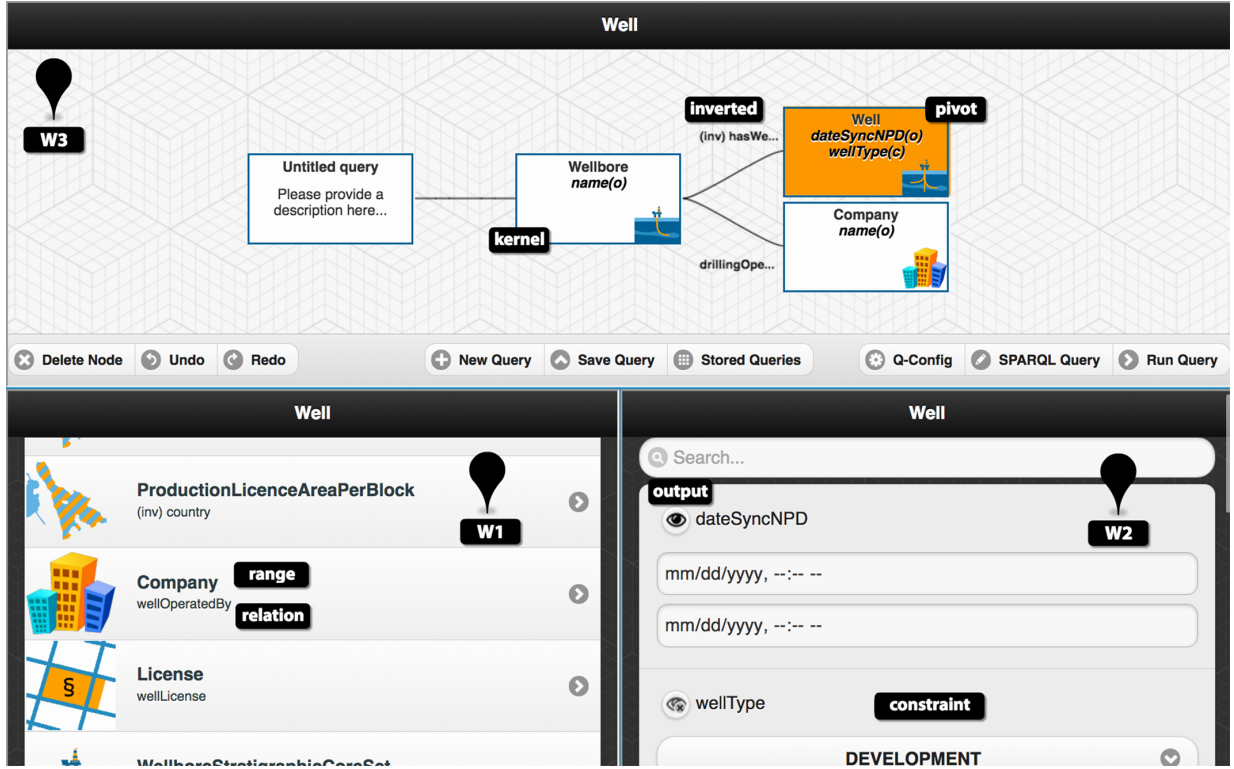 Well
W3
inverted
pivot
(inv) hasWe...
Well
dateSyncNPD(o)
wellType(c)
Untitled query
Please provide a
description here...
Wellbore
name(o)
kernel
Company
name(o)
drillingOpe...
Delete Node
Undo
Redo
New Query
Save Query
Stored Queries
Q-Config
SPARQL Query
Run Query
Well
ProductionLicenceAreaPerBlock
(inv) country
W1
Company
range
wellOperatedBy
relation
§
License
wellLicense
WellboreStratigraphicCoreSet
Well
Search...
output
dateSyncNPD
W2
mm/dd/yyyy, --:-- --
mm/dd/yyyy, --:-- --
wellType
constraint
DEVELOPMENT